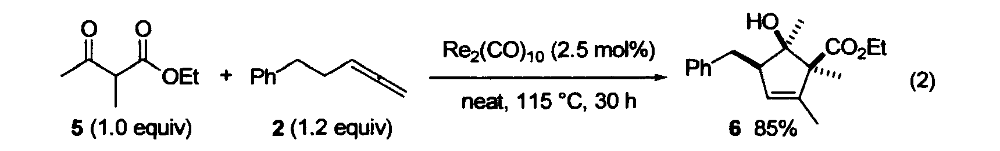 O O
OEt
+
Ph
Re₂(CO)₁₀ (2.5 mol%)
neat, 115 °C, 30 h
HO
CO₂Et
Ph
(2)
5 (1.0 equiv)
2 (1.2 equiv)
6 85%